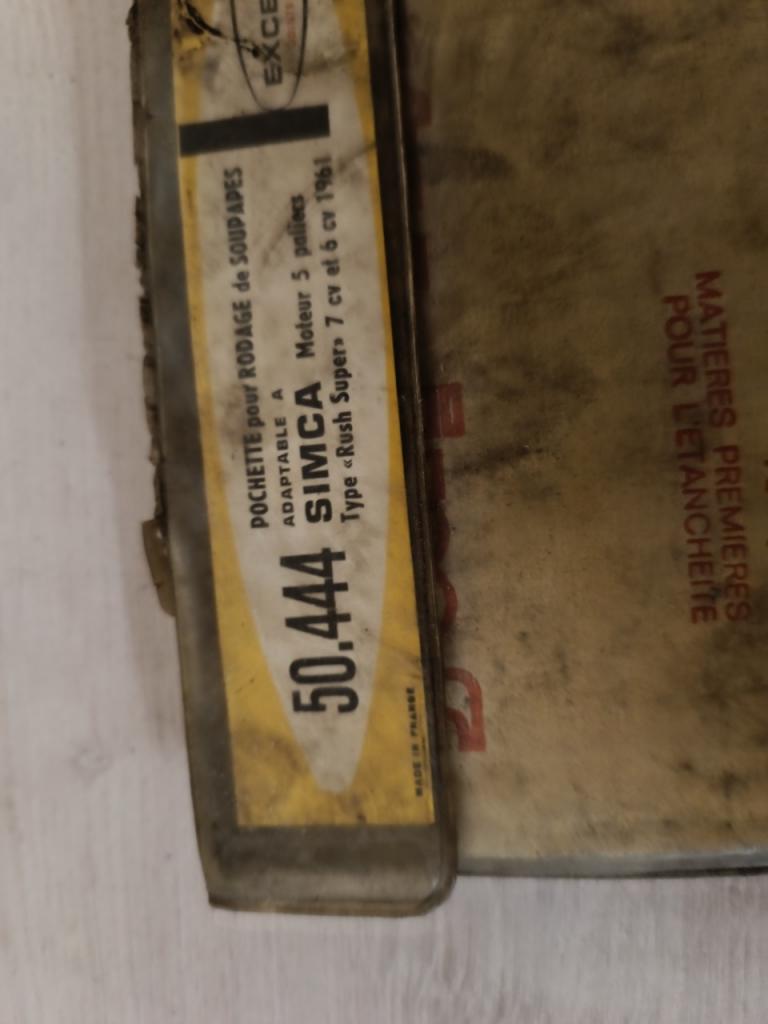 EXCE
POCHETTE pour RODAGE de SOUPAPES
ADAPTABLE A
SIMCA Moteur 5 paliers
Type «Rush Super» 7 cv et 6 cv 1961
50.444
MADE IN FRANCE
MATIERES PREMIERES
POUR L'ETANCHEITE